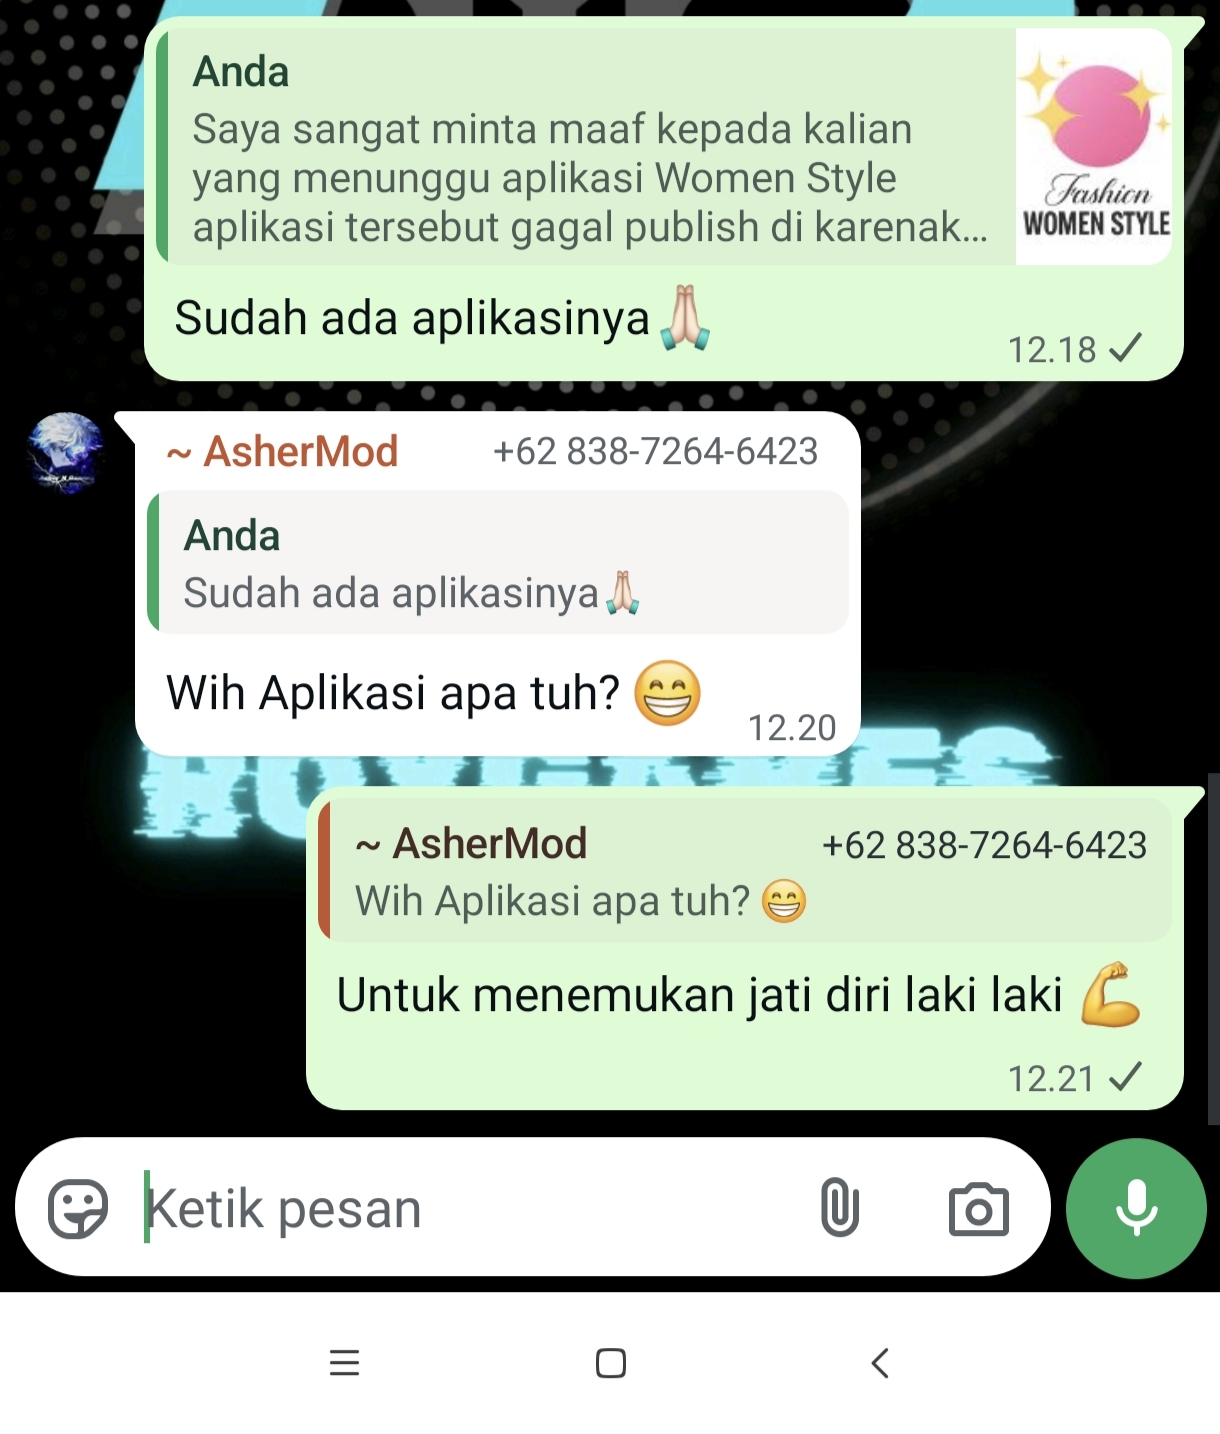 Anda
Saya sangat minta maaf kepada kalian
yang menunggu aplikasi Women Style
aplikasi tersebut gagal publish di karenak...
Fashion
WOMEN STYLE
Sudah ada aplikasinya🙏🏻
12.18
~ AsherMod +62 838-7264-6423
Anda
Sudah ada aplikasinya🙏🏻
Wih Aplikasi apa tuh? 😁
12.20
~ AsherMod +62 838-7264-6423
Wih Aplikasi apa tuh? 😁
Untuk menemukan jati diri laki laki 💪
12.21
Ketik pesan